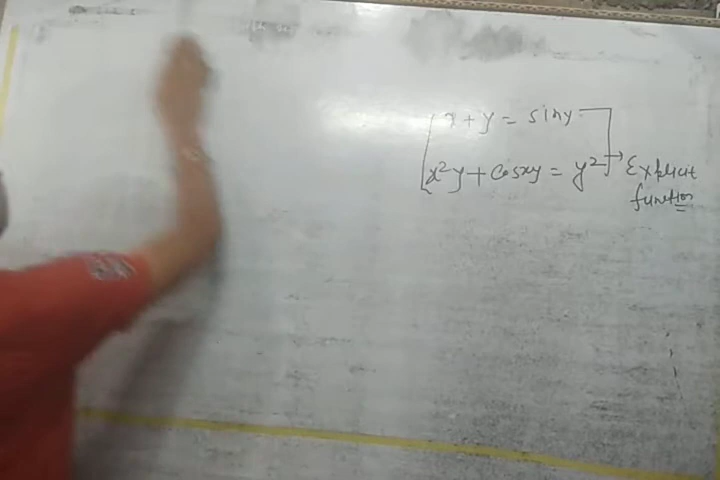 x + y = siny
x²y + Cosxy = y² → Explicit
function